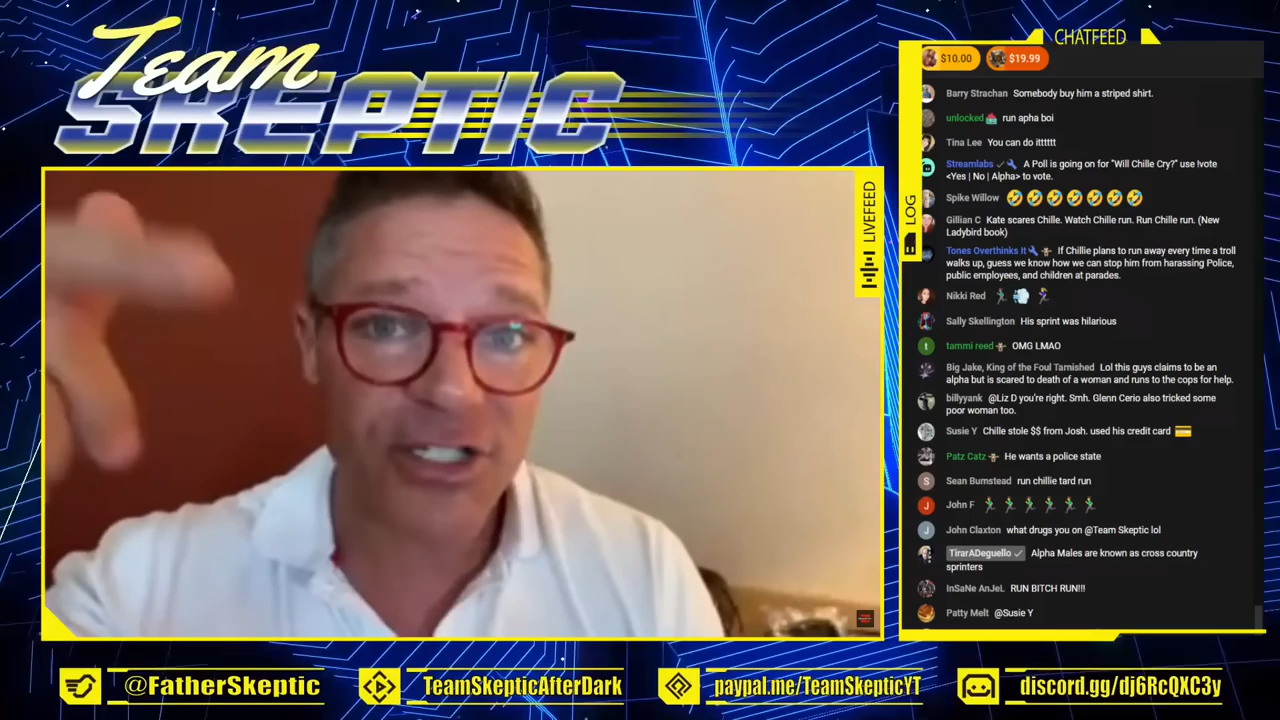 Team
SKEPTIC
LIVEFEED
CHATFEED
LOG
$10.00
$19.99
Barry Strachan Somebody buy him a striped shirt.
unlocked run apha boi
Tina Lee You can do itttttt
Streamlabs A Poll is going on for "Will Chille Cry?" use !vote
<Yes | No | Alpha> to vote.
Spike Willow
Gillian C Kate scares Chille. Watch Chille run. Run Chille run. (New
Ladybird book)
Tones Overthinks It If Chillie plans to run away every time a troll
walks up, guess we know how we can stop him from harassing Police,
public employees, and children at parades.
Nikki Red
Sally Skellington His sprint was hilarious
t tammi reed OMG LMAO
Big Jake, King of the Foul Tarnished Lol this guys claims to be an
alpha but is scared to death of a woman and runs to the cops for help.
billyyank @Liz D you're right. Smh. Glenn Cerio also tricked some
poor woman too.
Susie Y Chille stole $$ from Josh. used his credit card
Patz Catz He wants a police state
S Sean Bumstead run chillie tard run
J John F
J John Claxton what drugs you on @Team Skeptic lol
TirarADeguello Alpha Males are known as cross country
sprinters
InSaNe AnJeL RUN BITCH RUN!!!
Patty Melt @Susie Y
@FatherSkeptic
TeamSkepticAfterDark
paypal.me/TeamSkepticYT
discord.gg/dj6RcQXC3y